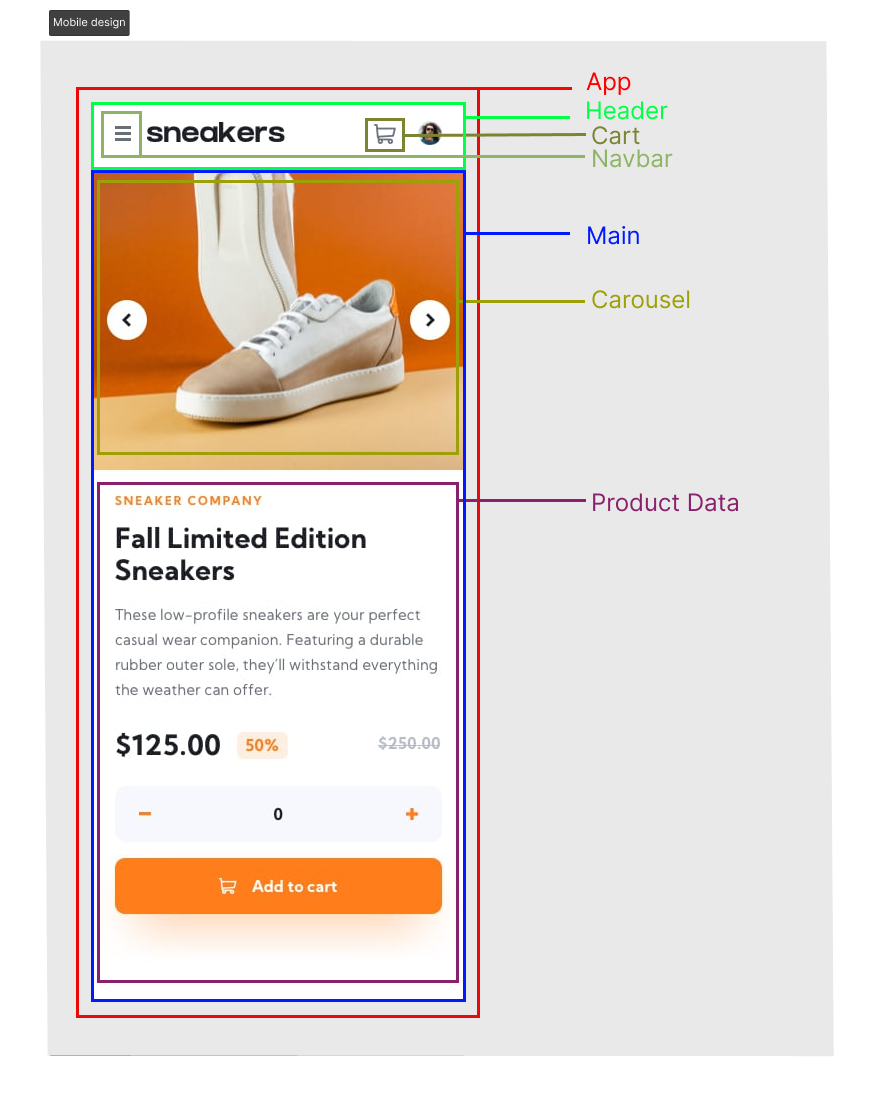 Mobile design
App
Header
sneakers
Cart
Navbar
Main
Carousel
SNEAKER COMPANY
Product Data
Fall Limited Edition
Sneakers
These low-profile sneakers are your perfect
casual wear companion. Featuring a durable
rubber outer sole, they'll withstand everything
the weather can offer.
$125.00 50% $250.00
0
Add to cart